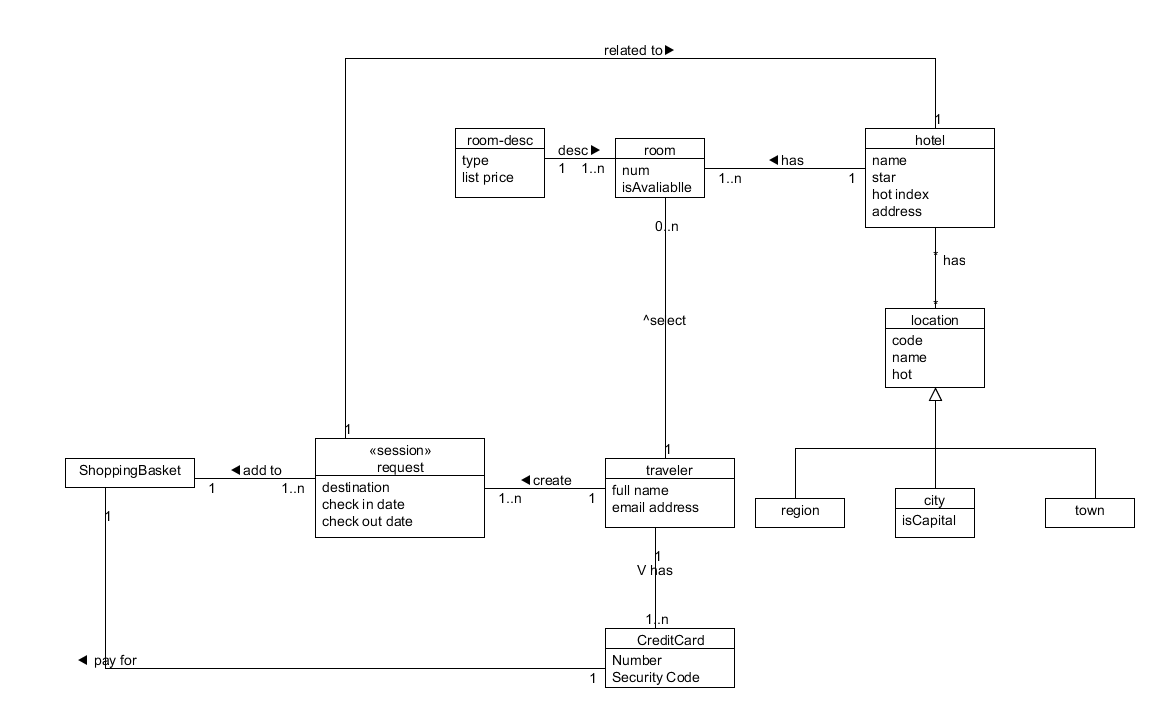 related to►
1
room-desc
type
list price
desc►
1 1..n
room
num
isAvaliablle
◄has
1..n 1
hotel
name
star
hot index
address
0..n
* has
*
^select
location
code
name
hot
1
1
ShoppingBasket
◄add to
1 1..n
«session»
request
destination
check in date
check out date
◄create
1..n 1
traveler
full name
email address
region
city
isCapital
town
1
1
V has
1..n
CreditCard
Number
Security Code
◄ pay for
1